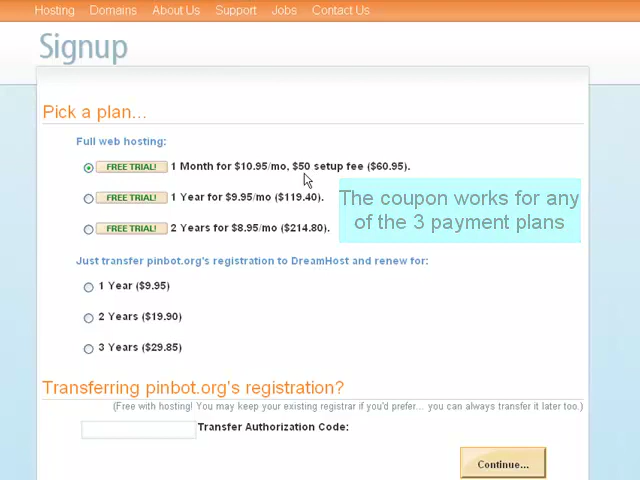 Hosting Domains About Us Support Jobs Contact Us
Signup
Pick a plan...
Full web hosting:
FREE TRIAL! 1 Month for $10.95/mo, $50 setup fee ($60.95).
FREE TRIAL! 1 Year for $9.95/mo ($119.40).
FREE TRIAL! 2 Years for $8.95/mo ($214.80).
The coupon works for any
of the 3 payment plans
Just transfer pinbot.org's registration to DreamHost and renew for:
1 Year ($9.95)
2 Years ($19.90)
3 Years ($29.85)
Transferring pinbot.org's registration?
(Free with hosting! You may keep your existing registrar if you'd prefer... you can always transfer it later too.)
Transfer Authorization Code:
Continue...